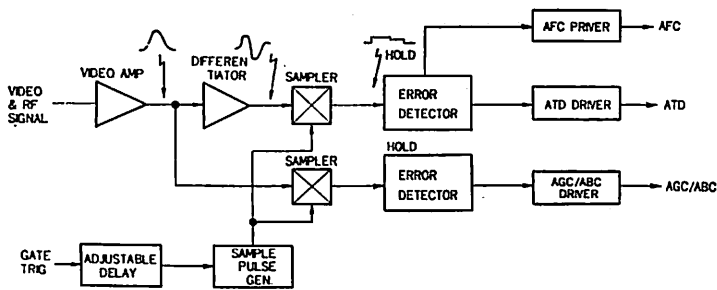 AFC PRIVER
AFC
HOLD
DFFEREN
TIATOR
VIDEO AMP
SAMPLER
VIDEO
& RF
SIGNAL
ERROR
DETECTOR
ATD DRIVER
ATD
HOLD
SAMPLER
ERROR
DETECTOR
AGC/ABC
DRIVER
AGC/ABC
GATE
TRIG
ADJUSTABLE
DELAY
SAMPLE
PULSE
GEN.